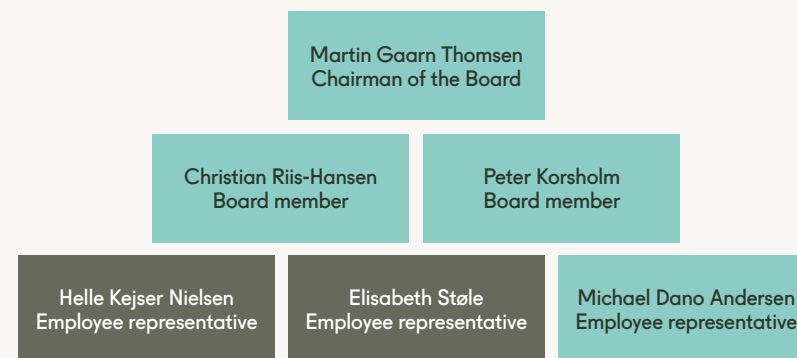 Martin Gaarn Thomsen
Chairman of the Board
Christian Riis-Hansen
Board member
Peter Korsholm
Board member
Helle Kejser Nielsen
Employee representative
Elisabeth Støle
Employee representative
Michael Dano Andersen
Employee representative